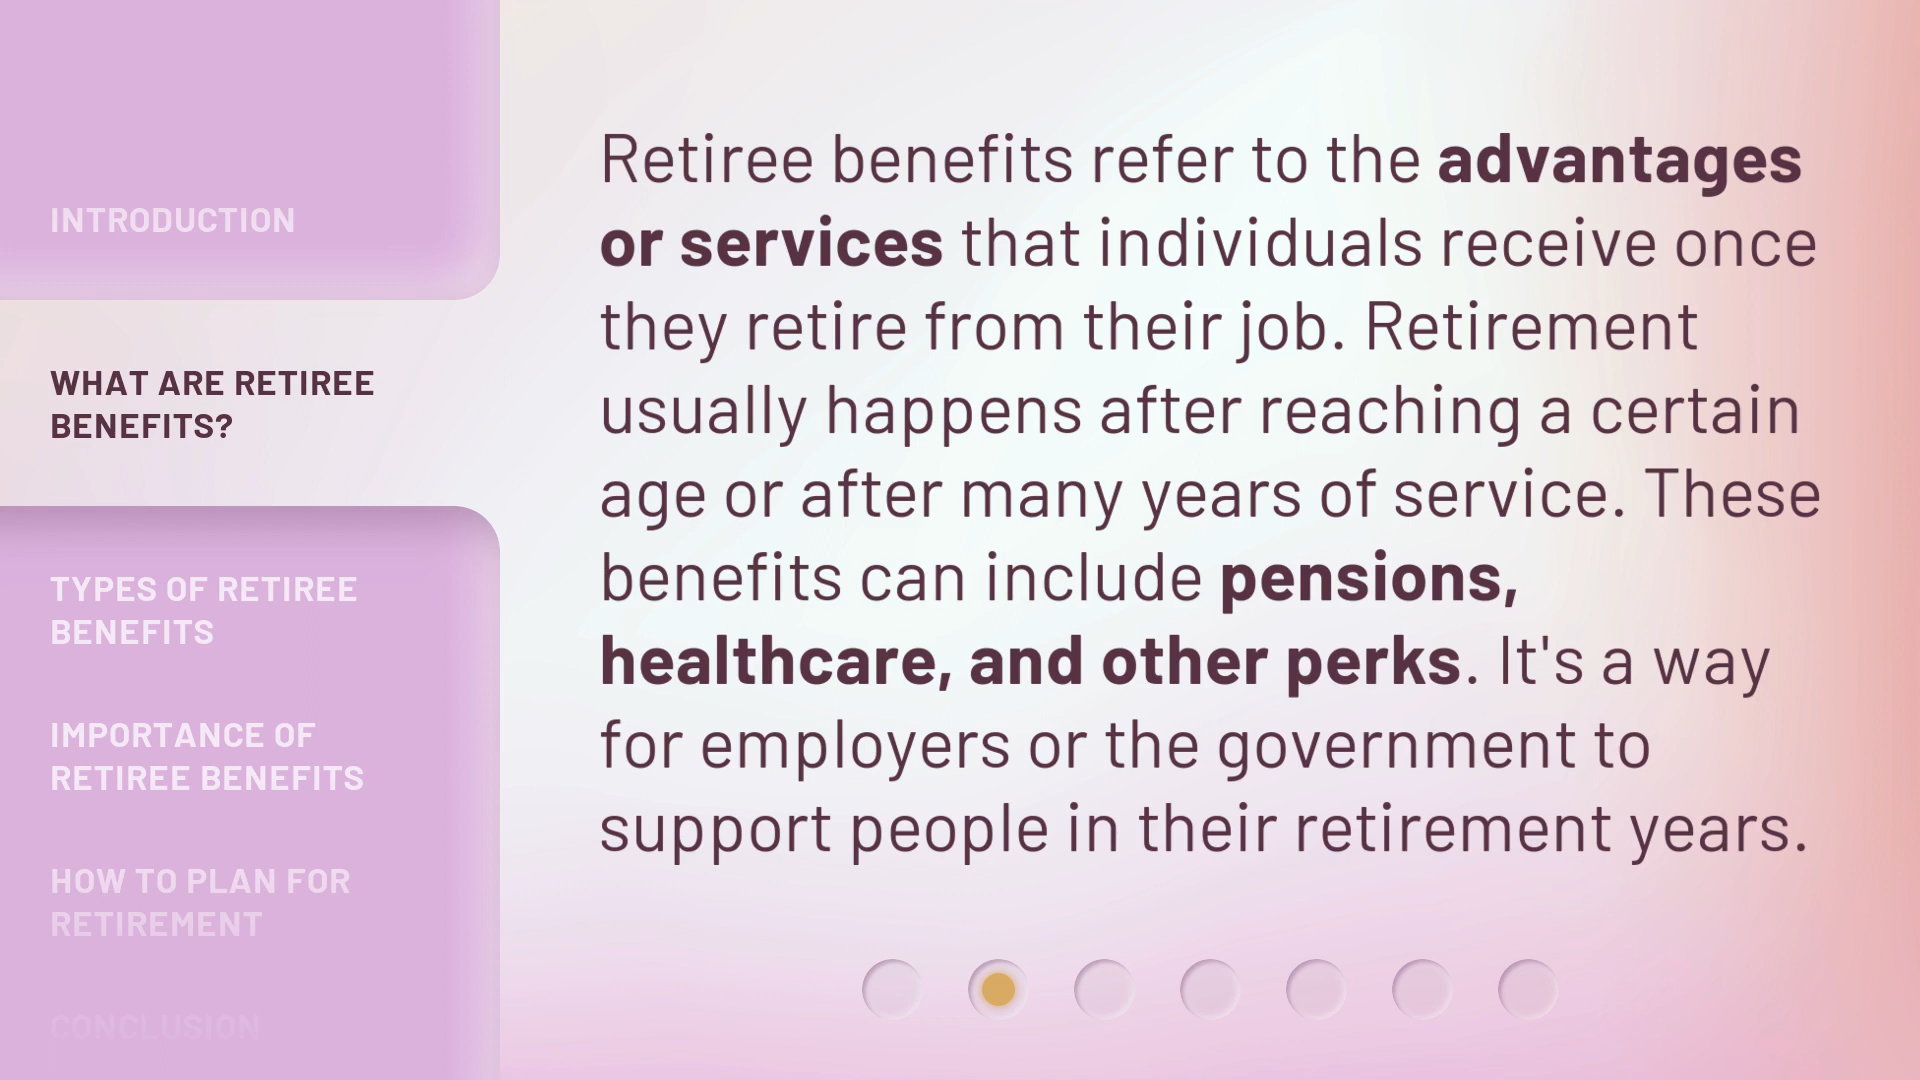 INTRODUCTION
WHAT ARE RETIREE
BENEFITS?
TYPES OF RETIREE
BENEFITS
IMPORTANCE OF
RETIREE BENEFITS
HOW TO PLAN FOR
RETIREMENT
CONCLUSION
Retiree benefits refer to the advantages
or services that individuals receive once
they retire from their job. Retirement
usually happens after reaching a certain
age or after many years of service. These
benefits can include pensions,
healthcare, and other perks. It's a way
for employers or the government to
support people in their retirement years.